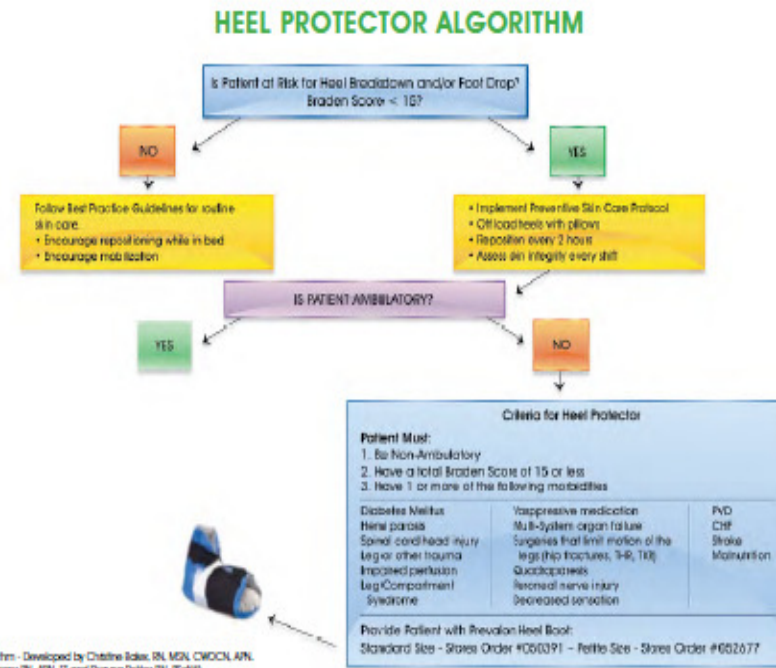 HEEL PROTECTOR ALGORITHM
Is Patient at Risk for Heel Breakdown and/or Foot Drop?
Braden Score < 15?
NO
YES
Follow Best Practice Guidelines for routine
skin care.
• Encourage repositioning while in bed
• Encourage mobilization
• Implement Preventive Skin Care Protocol
• Off load heels with pillows
• Reposition every 2 hours
• Assess skin integrity every shift
IS PATIENT AMBULATORY?
YES
NO
Criteria for Heel Protector
Patient Must:
1. Be Non-Ambulatory
2. Have a total Braden Score of 15 or less
3. Have 1 or more of the following morbidities
Diabetes Melitus
Hemi paresis
Spinal cord/head injury
Leg or other trauma
Impaired perfusion
Leg Compartment
Syndrome
Vasppressive medication
Multi-System organ failure
Surgeries that limit motion of the
legs (hip fractures, THR, TKR)
Quadraparesis
Peroneal nerve injury
Decreased sensation
PVD
CHF
Stroke
Malnutrition
Provide Patient with Prevalon Heel Boot:
Standard Size - Stores Order #050391 – Petite Size - Stores Order #052677
Developed by Christine Baker, RN, MSN, CWOCN, APN.